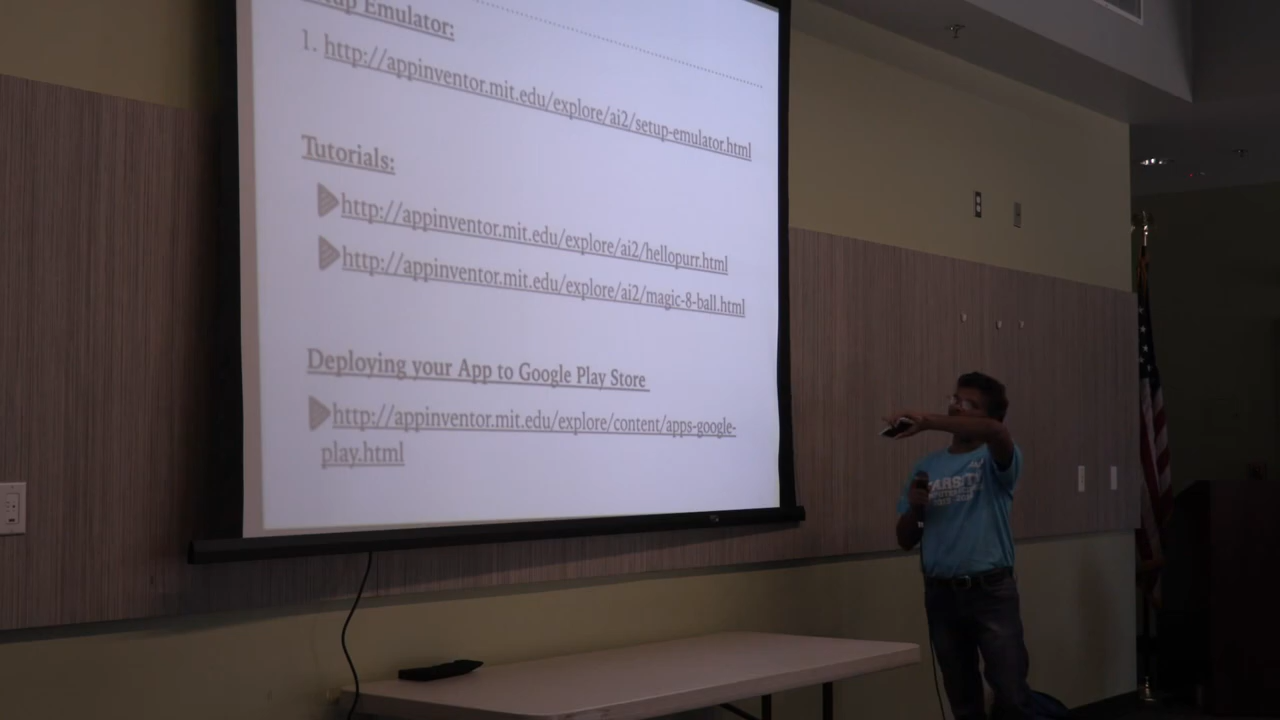 Emulator:
1. http://appinventor.mit.edu/explore/ai2/setup-emulator.html
Tutorials:
http://appinventor.mit.edu/explore/ai2/hellopurr.html
http://appinventor.mit.edu/explore/ai2/magic-8-ball.html
Deploying your App to Google Play Store
http://appinventor.mit.edu/explore/content/apps-google-
play.html